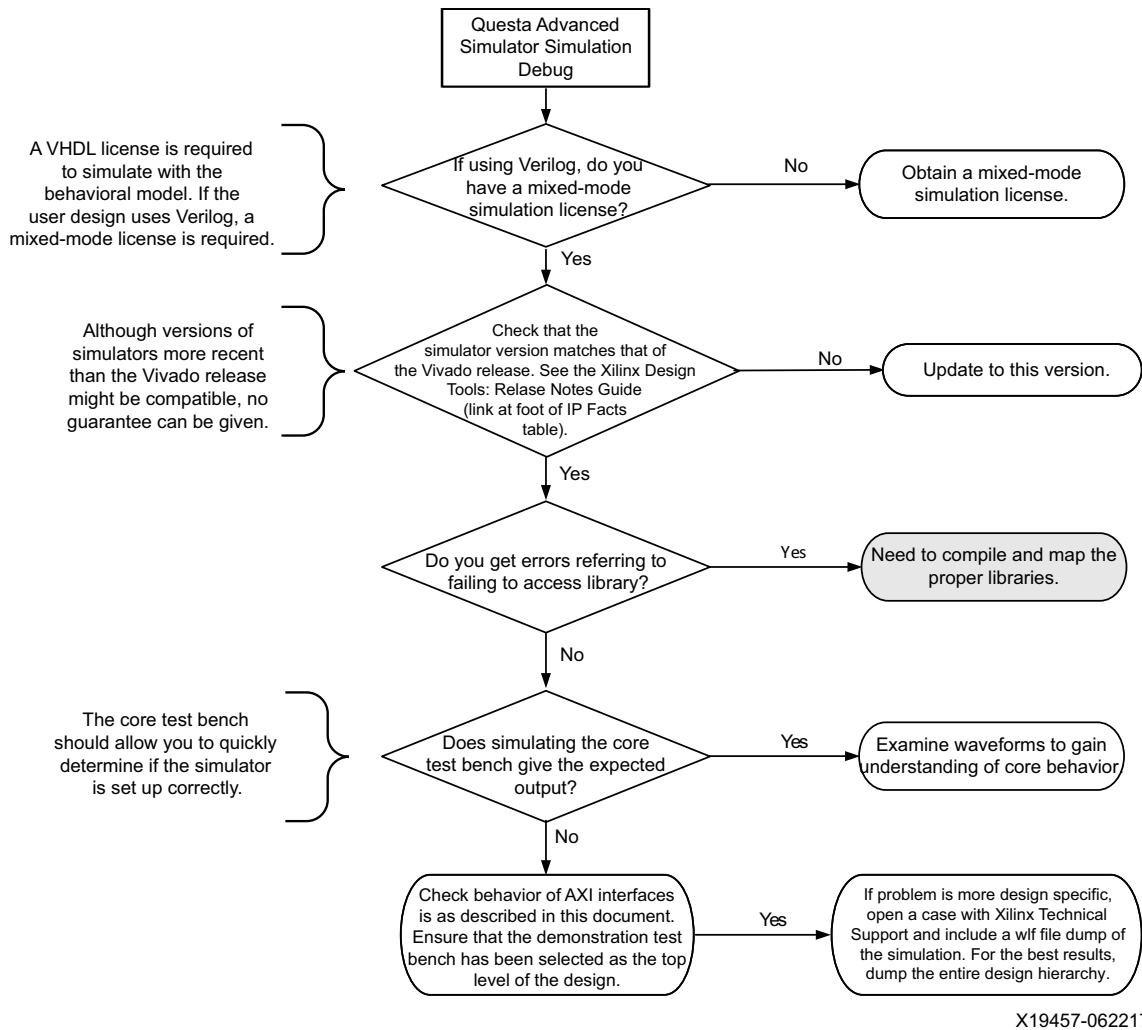 Questa Advanced
Simulator Simulation
Debug
A VHDL license is required
to simulate with the
behavioral model. If the
user design uses Verilog, a
mixed-mode license is required.
If using Verilog, do you
have a mixed-mode
simulation license?
No
Obtain a mixed-mode
simulation license.
Yes
Although versions of
simulators more recent
than the Vivado release
might be compatible, no
guarantee can be given.
Check that the
simulator version matches that of
the Vivado release. See the Xilinx Design
Tools: Relase Notes Guide
(link at foot of IP Facts
table).
No
Update to this version.
Yes
Do you get errors referring to
failing to access library?
Yes
Need to compile and map the
proper libraries.
No
The core test bench
should allow you to quickly
determine if the simulator
is set up correctly.
Does simulating the core
test bench give the expected
output?
Yes
Examine waveforms to gain
understanding of core behavior
No
Check behavior of AXI interfaces
is as described in this document.
Ensure that the demonstration test
bench has been selected as the top
level of the design.
Yes
If problem is more design specific,
open a case with Xilinx Technical
Support and include a wlf file dump of
the simulation. For the best results,
dump the entire design hierarchy.
X19457-062217